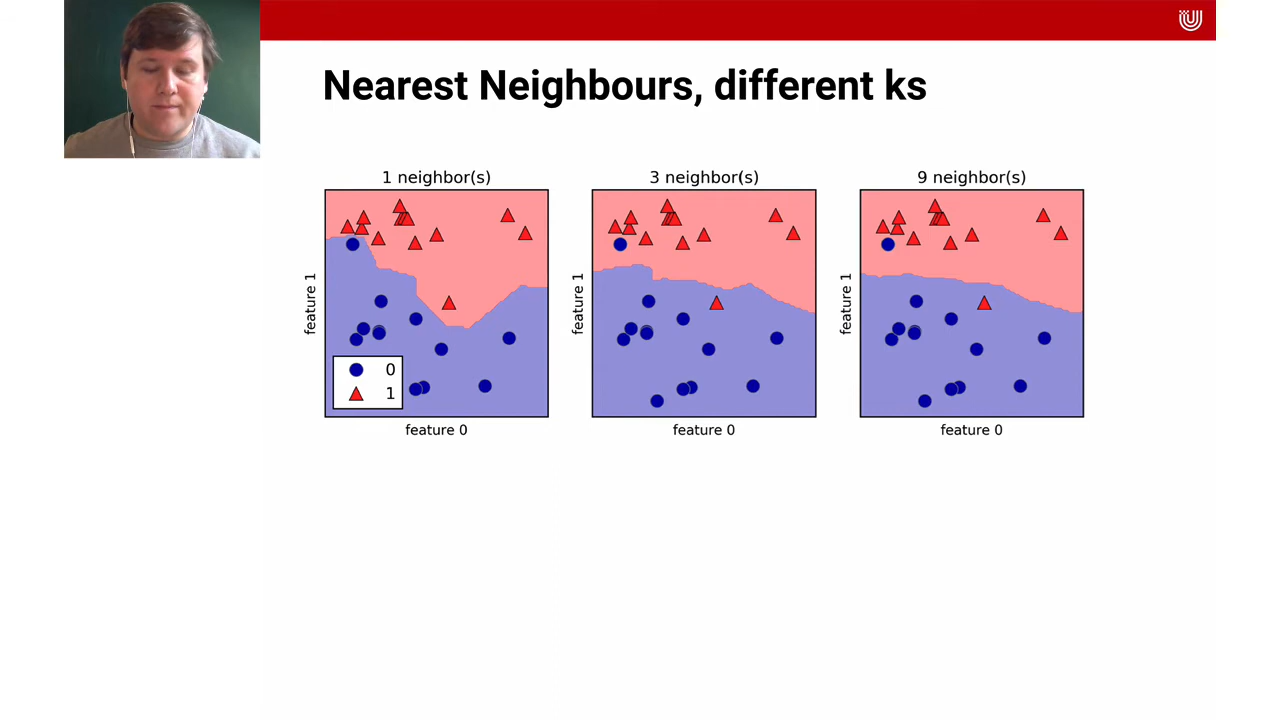 Nearest Neighbours, different ks
1 neighbor(s)
3 neighbor(s)
9 neighbor(s)
feature 1
feature 1
feature 1
0
1
feature 0
feature 0
feature 0